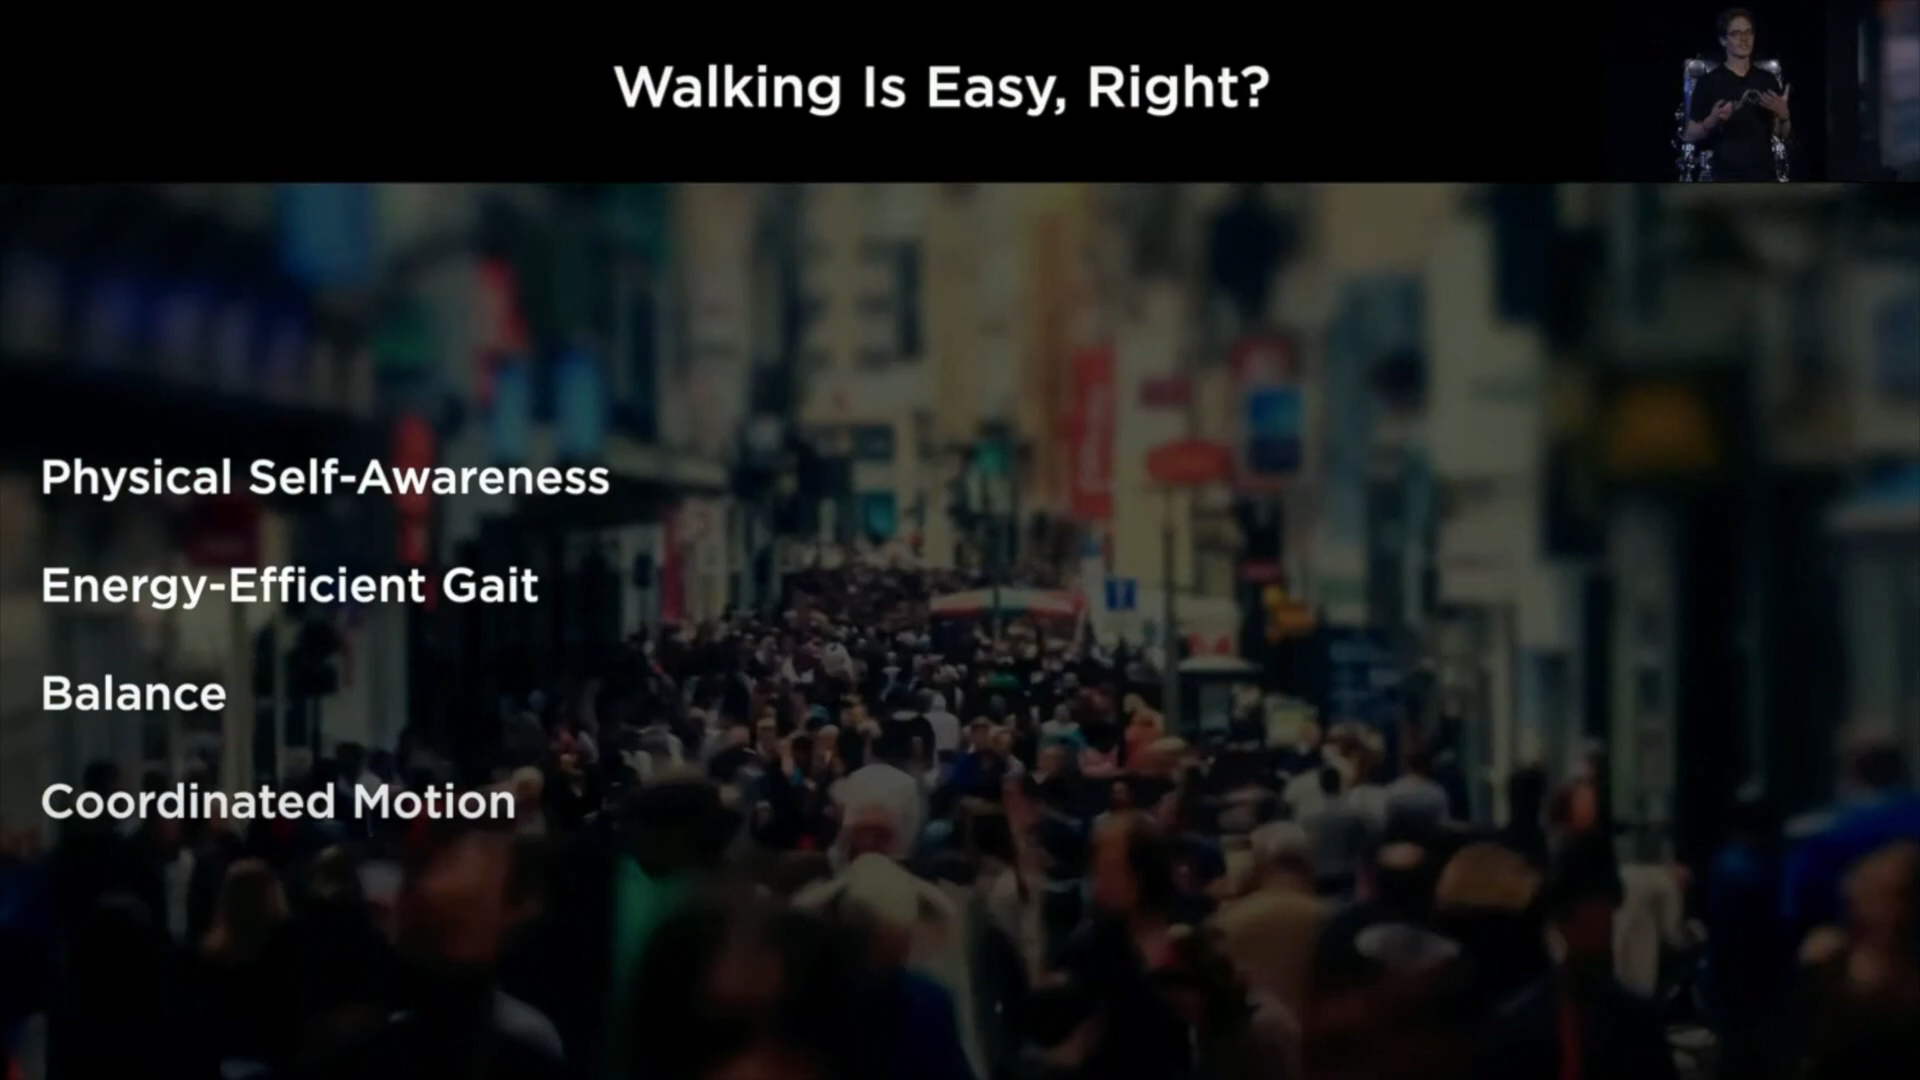 Walking Is Easy, Right?
Physical Self-Awareness
Energy-Efficient Gait
Balance
Coordinated Motion